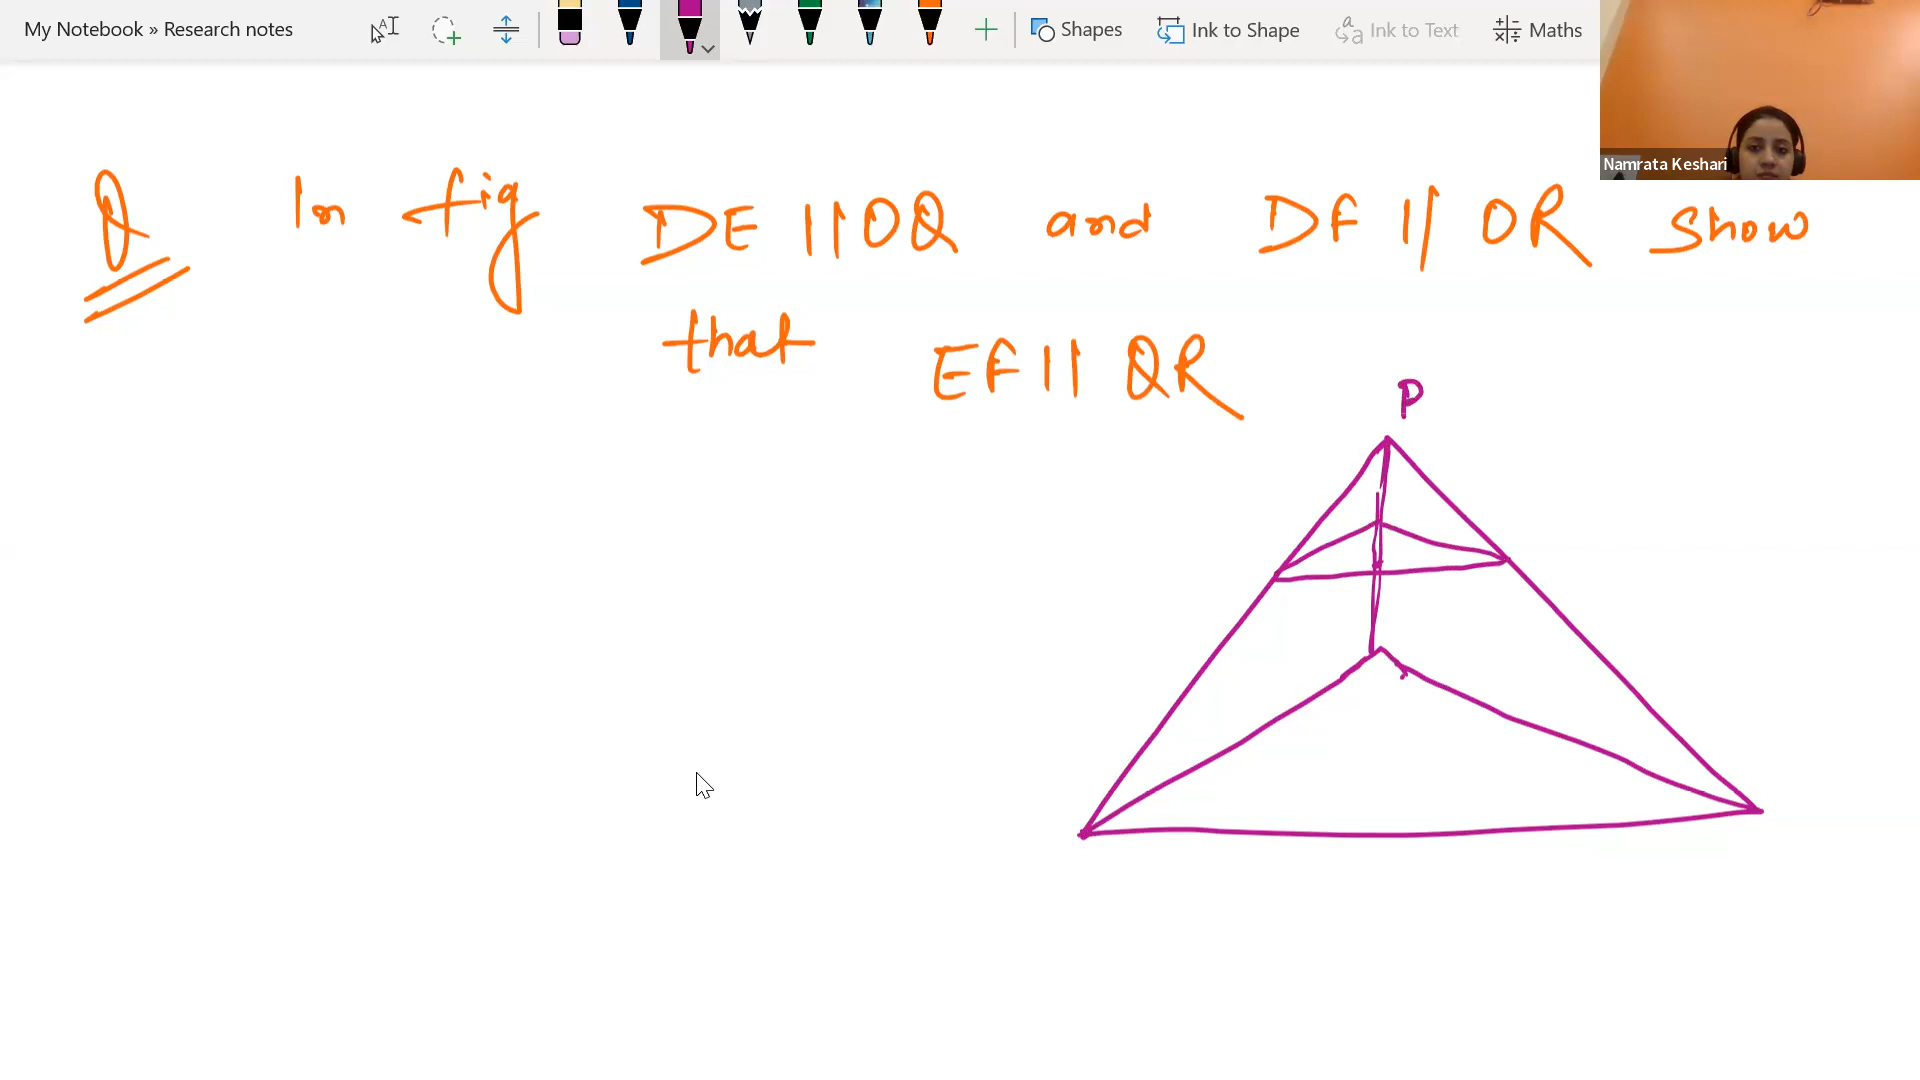 My Notebook » Research notes
Shapes
Ink to Shape
Ink to Text
Maths
Namrata Keshari
Q In fig DE || OQ and DF || OR Show
that EF || QR
P